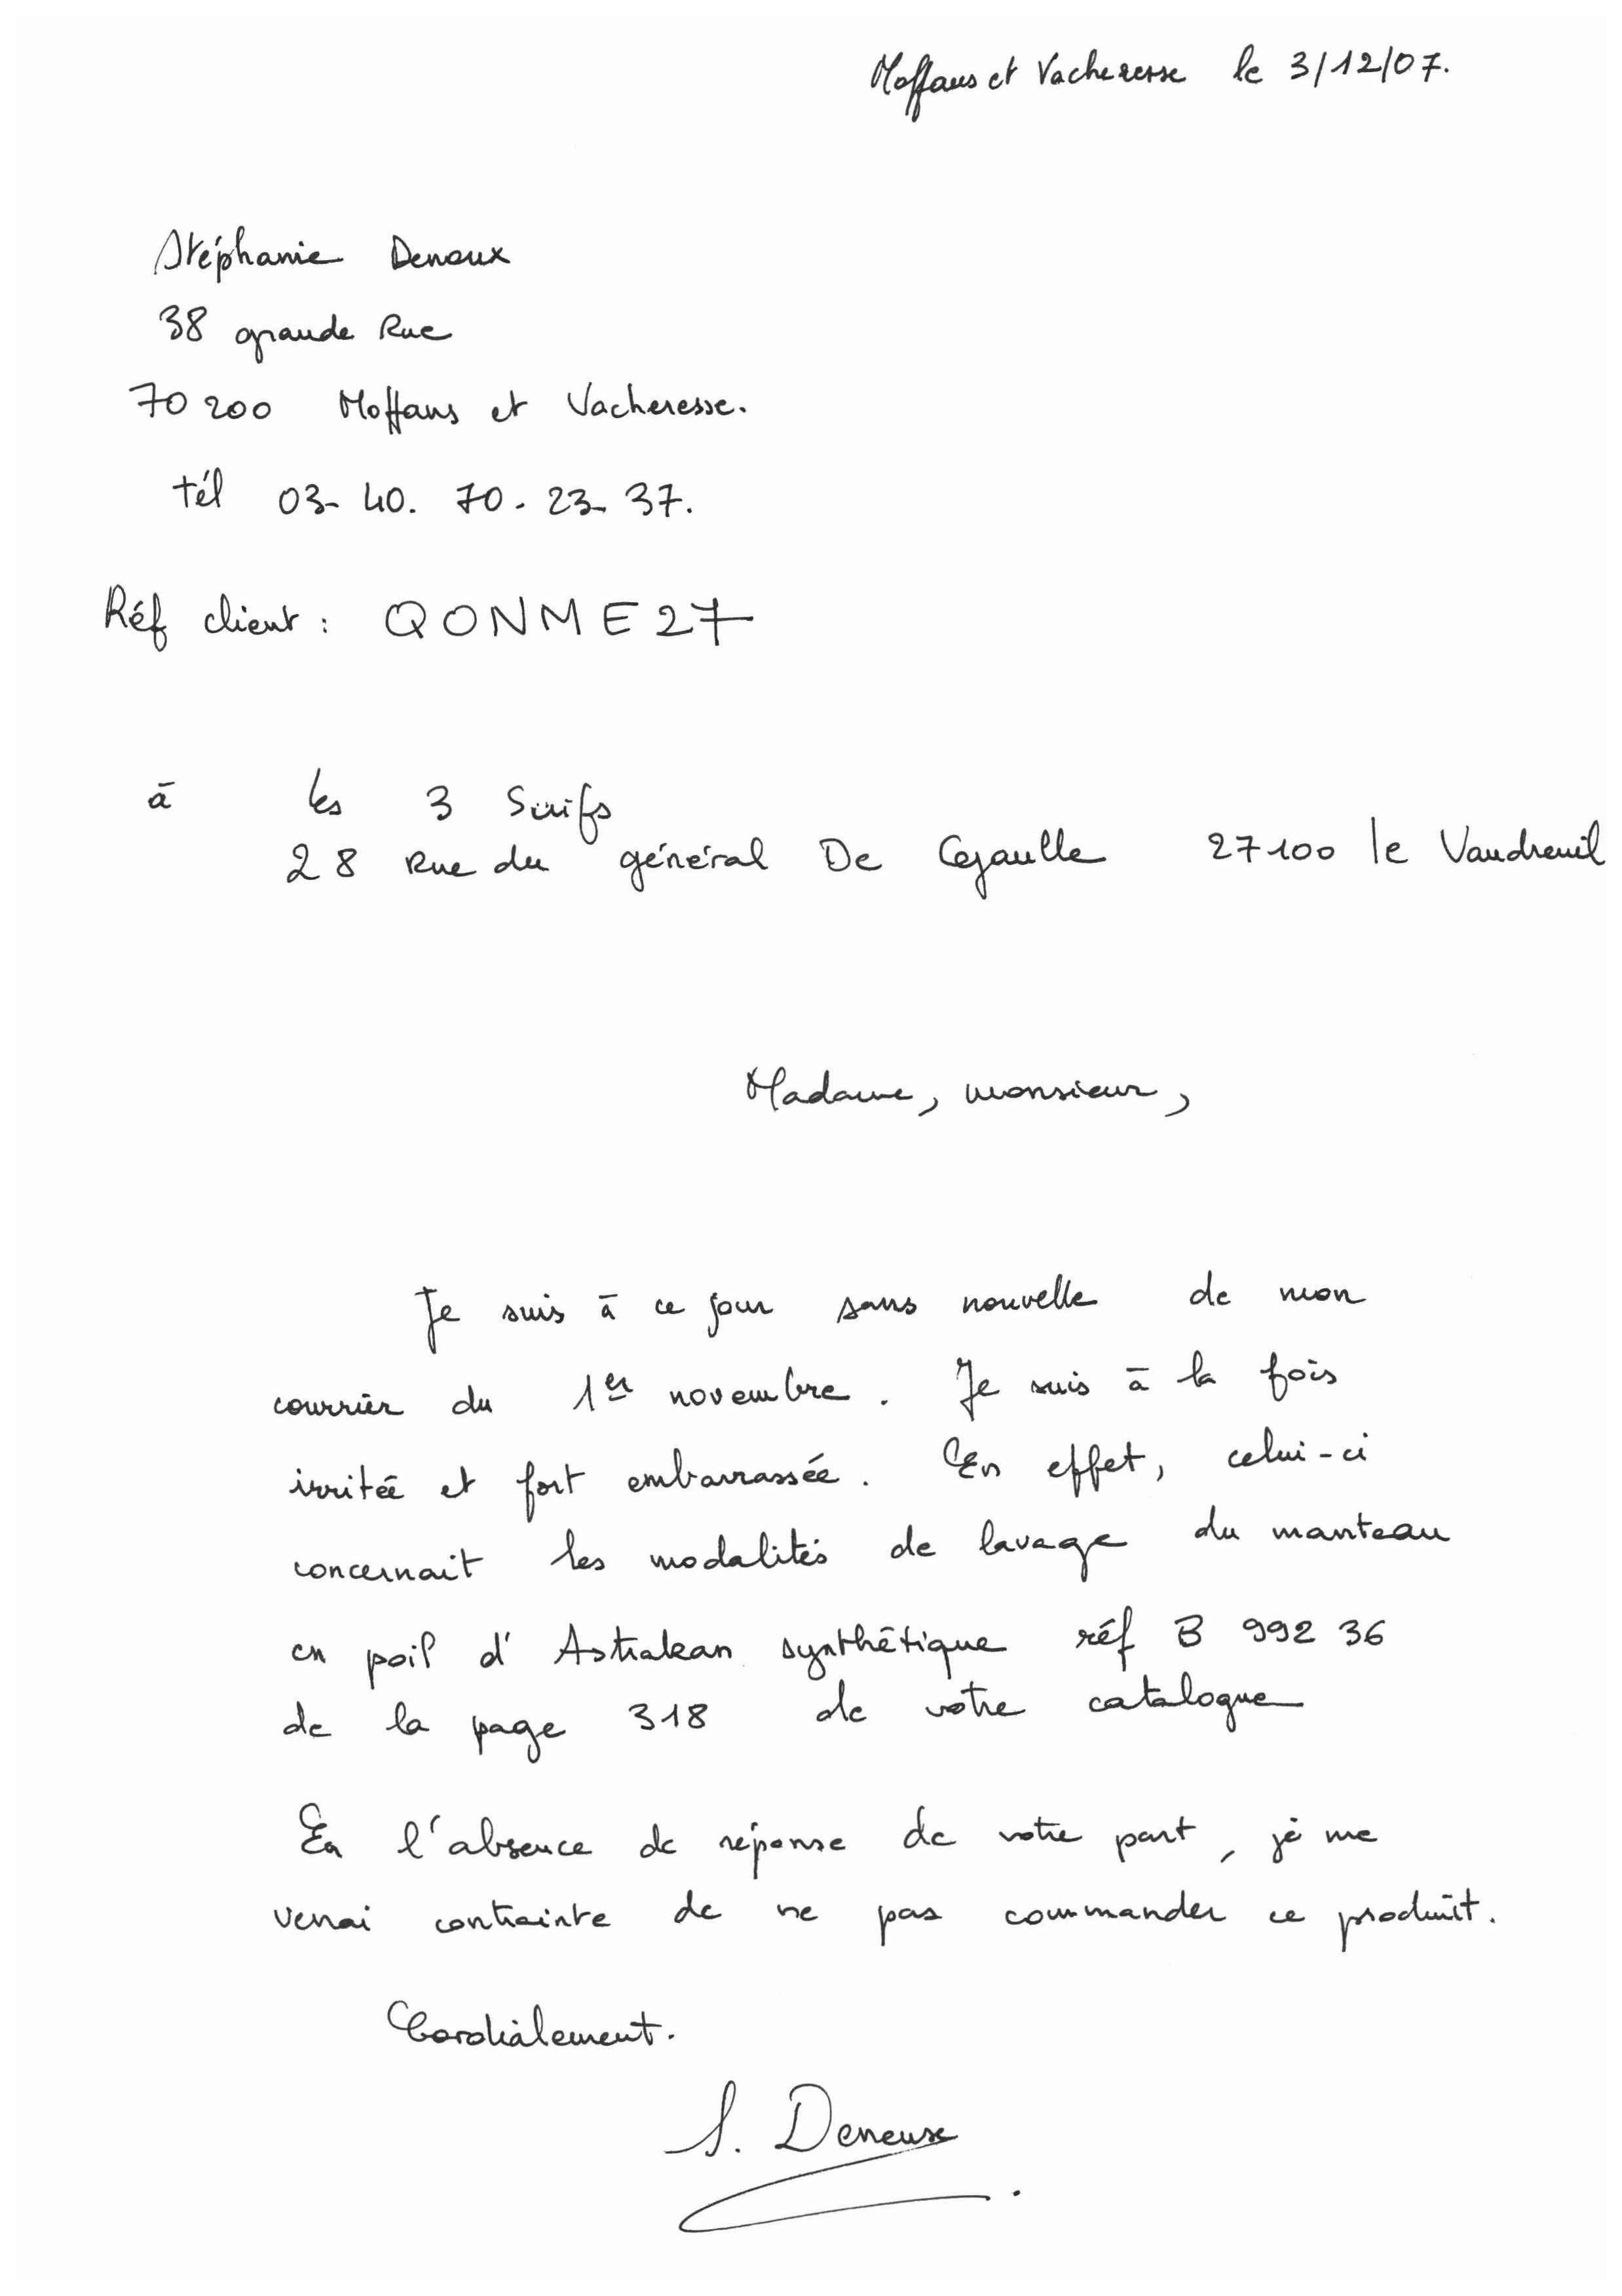 Moffans et Vacheresse le 3/12/07.
Stéphanie Denoux
38 grande Rue
70200 Moffans et Vacheresse.
tél 03-40.70-23-37.
Réf client : QONME27
à les 3 Suifs
28 Rue du général De Gaulle 27100 le Vaudreuil
Madame, monsieur,
Je suis à ce jour sans nouvelle de mon
courrier du 1er novembre. Je suis à la fois
irritée et fort embarrassée. En effet, celui-ci
concernait les modalités de lavage du manteau
en poil d'Astrakan synthétique réf B 992 36
de la page 318 de votre catalogue
En l'absence de réponse de votre part, je me
verrai contrainte de ne pas commander ce produit.
Cordialement.
S. Deneuse